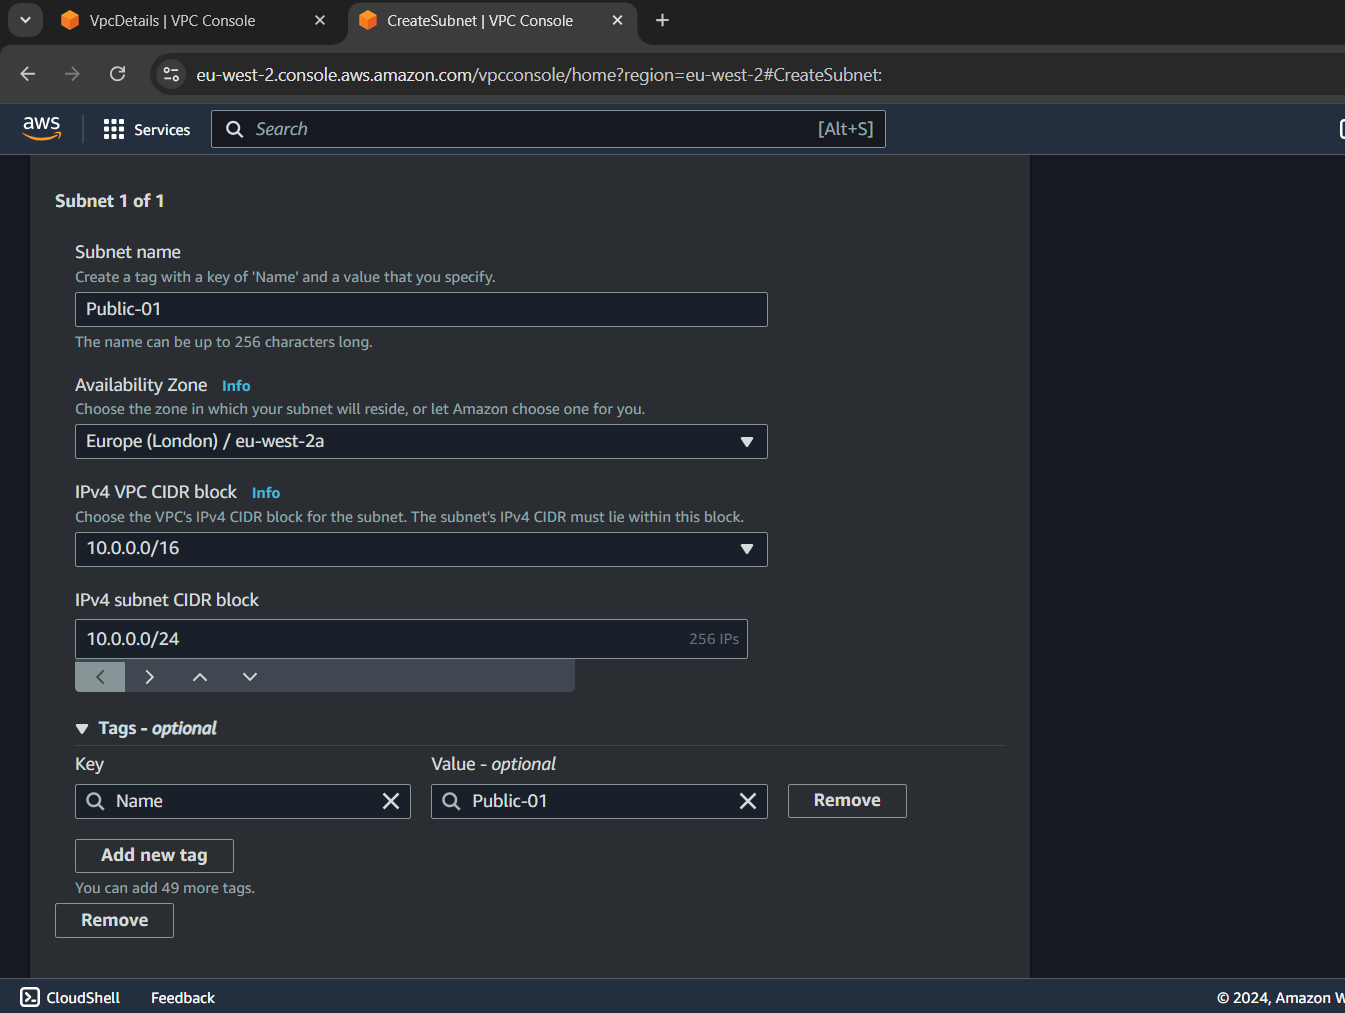 VpcDetails | VPC Console
CreateSubnet | VPC Console
eu-west-2.console.aws.amazon.com/vpcconsole/home?region=eu-west-2#CreateSubnet:
aws
Services
Search
[Alt+S]
Subnet 1 of 1
Subnet name
Create a tag with a key of 'Name' and a value that you specify.
Public-01
The name can be up to 256 characters long.
Availability Zone Info
Choose the zone in which your subnet will reside, or let Amazon choose one for you.
Europe (London) / eu-west-2a
IPv4 VPC CIDR block Info
Choose the VPC's IPv4 CIDR block for the subnet. The subnet's IPv4 CIDR must lie within this block.
10.0.0.0/16
IPv4 subnet CIDR block
10.0.0.0/24
256 IPs
Tags - optional
Key
Value - optional
Name
Public-01
Remove
Add new tag
You can add 49 more tags.
Remove
CloudShell
Feedback
© 2024, Amazon W